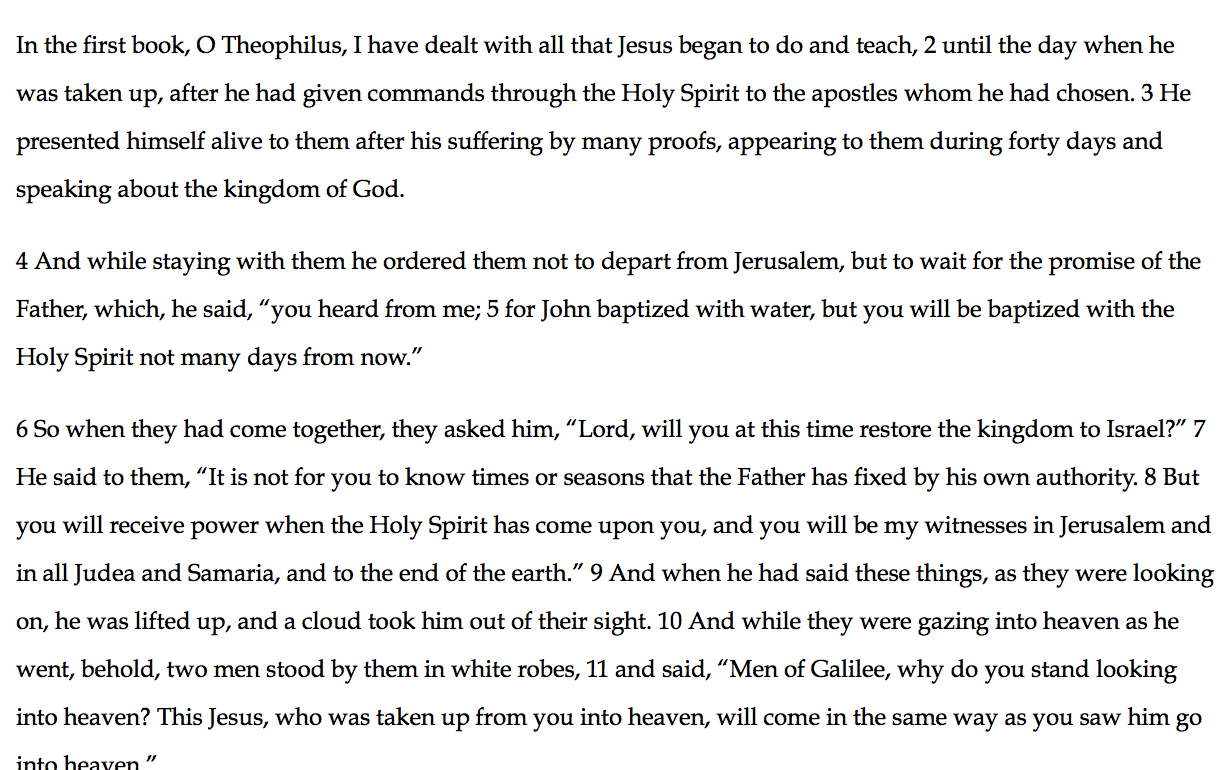 In the first book, O Theophilus, I have dealt with all that Jesus began to do and teach, 2 until the day when he
was taken up, after he had given commands through the Holy Spirit to the apostles whom he had chosen. 3 He
presented himself alive to them after his suffering by many proofs, appearing to them during forty days and
speaking about the kingdom of God.
4 And while staying with them he ordered them not to depart from Jerusalem, but to wait for the promise of the
Father, which, he said, “you heard from me; 5 for John baptized with water, but you will be baptized with the
Holy Spirit not many days from now.”
6 So when they had come together, they asked him, “Lord, will you at this time restore the kingdom to Israel?” 7
He said to them, “It is not for you to know times or seasons that the Father has fixed by his own authority. 8 But
you will receive power when the Holy Spirit has come upon you, and you will be my witnesses in Jerusalem and
in all Judea and Samaria, and to the end of the earth.” 9 And when he had said these things, as they were looking
on, he was lifted up, and a cloud took him out of their sight. 10 And while they were gazing into heaven as he
went, behold, two men stood by them in white robes, 11 and said, “Men of Galilee, why do you stand looking
into heaven? This Jesus, who was taken up from you into heaven, will come in the same way as you saw him go
into heaven.”